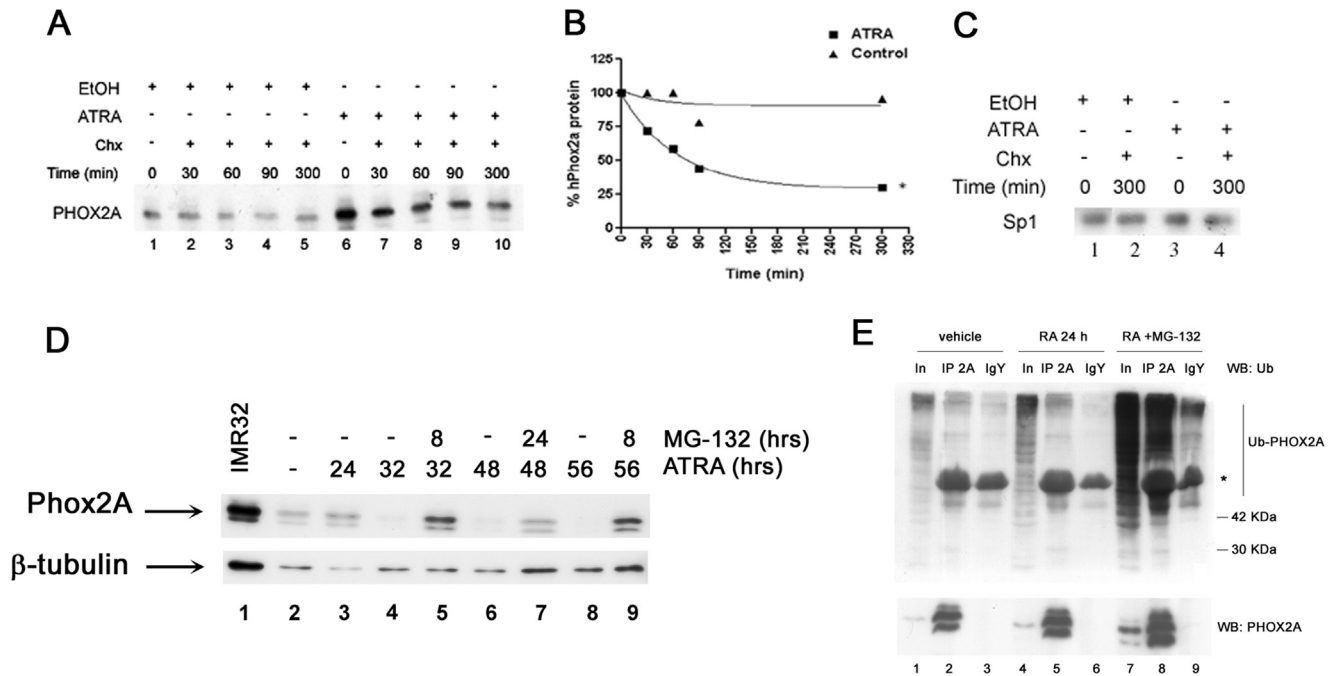 A
EtOH + + + + + - - - - -
ATRA - - - - - + + + + +
Chx - + + + + - + + + +
Time (min) 0 30 60 90 300 0 30 60 90 300
PHOX2A
1 2 3 4 5 6 7 8 9 10
B
ATRA
Control
125
100
75
50
25
0
% hPhox2a protein
*
0 30 60 90 120 150 180 210 240 270 300 330
Time (min)
C
EtOH + + - -
ATRA - - + +
Chx - + - +
Time (min) 0 300 0 300
Sp1
1 2 3 4
D
IMR32
- - - 8 - 24 - 8 MG-132 (hrs)
- 24 32 32 48 48 56 56 ATRA (hrs)
Phox2A
β-tubulin
1 2 3 4 5 6 7 8 9
E
vehicle RA 24 h RA +MG-132
In IP 2A IgY In IP 2A IgY In IP 2A IgY WB: Ub
Ub-PHOX2A
*
42 KDa
30 KDa
WB: PHOX2A
1 2 3 4 5 6 7 8 9